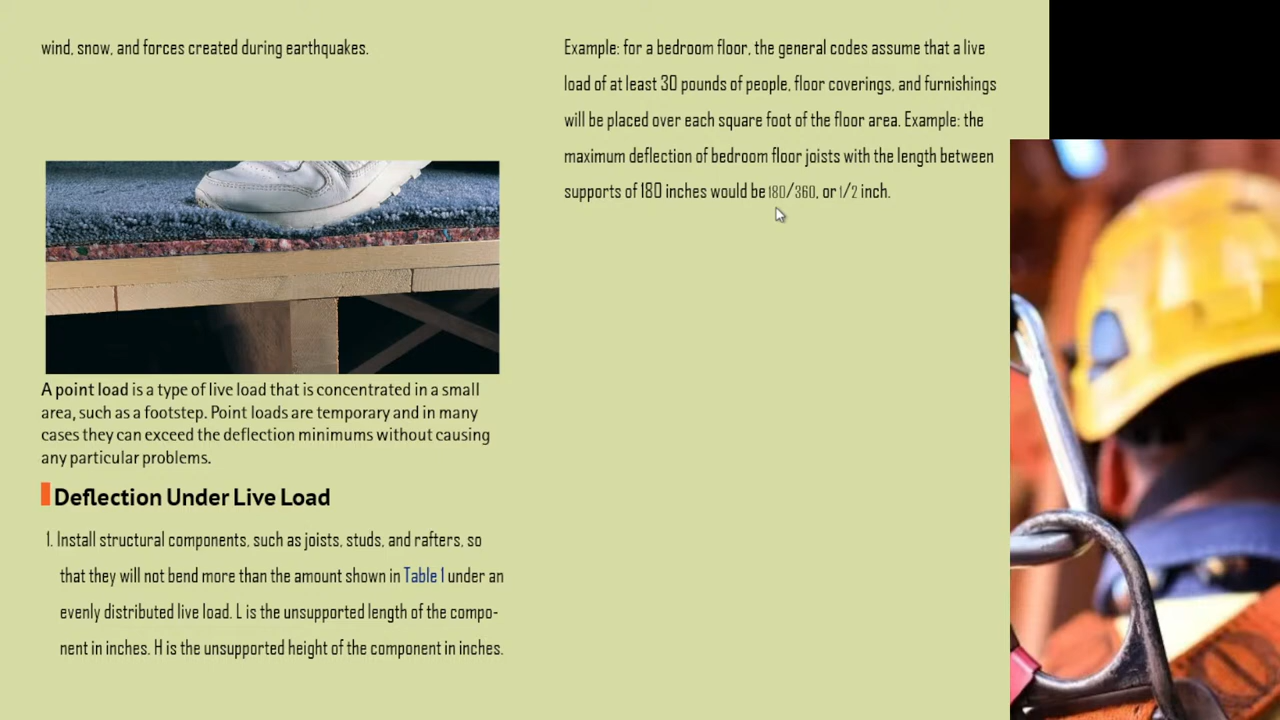 wind, snow, and forces created during earthquakes.
A point load is a type of live load that is concentrated in a small
area, such as a footstep. Point loads are temporary and in many
cases they can exceed the deflection minimums without causing
any particular problems.
Deflection Under Live Load
1. Install structural components, such as joists, studs, and rafters, so
that they will not bend more than the amount shown in Table 1 under an
evenly distributed live load. L is the unsupported length of the compo-
nent in inches. H is the unsupported height of the component in inches.
Example: for a bedroom floor, the general codes assume that a live
load of at least 30 pounds of people, floor coverings, and furnishings
will be placed over each square foot of the floor area. Example: the
maximum deflection of bedroom floor joists with the length between
supports of 180 inches would be 180/360, or 1/2 inch.